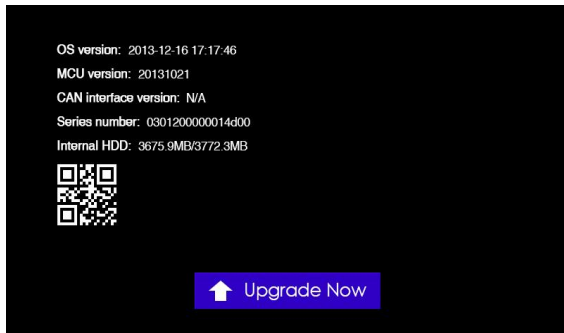 OS version: 2013-12-16 17:17:46
MCU version: 20131021
CAN interface version: N/A
Series number: 0301200000014d00
Internal HDD: 3675.9MB/3772.3MB
Upgrade Now